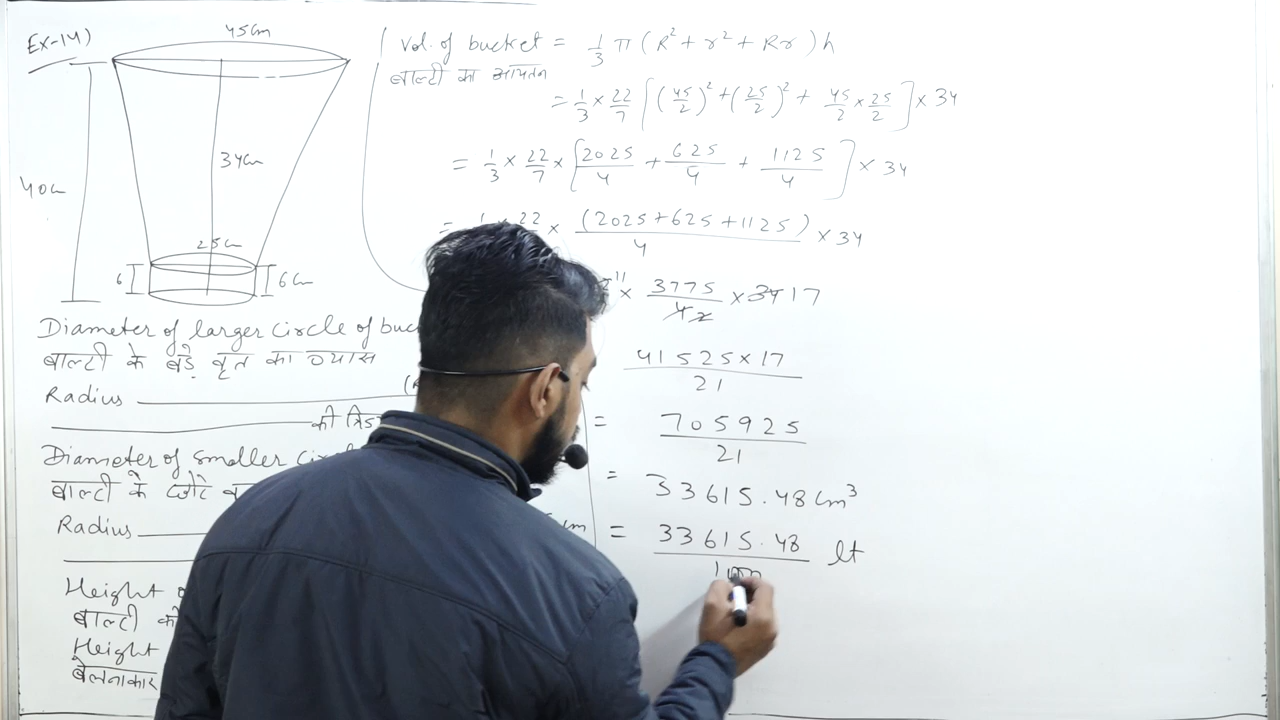 Ex-14)
45cm
34cm
40cm
25cm
6
6cm
Diameter of larger circle of
बाल्टी के बड़े वृत का व्यास
Radius
की
Diameter of smaller
बाल्टी के छोटे
Radius
Height
बाल्टी की
Height
बेलनाकार
cm
Vol. of bucket = 1/3 π (R² + r² + Rr) h
बाल्टी का आयतन
= 1/3 × 22/7 [(45/2)² + (25/2)² + 45/2 × 25/2] × 34
= 1/3 × 22/7 × [2025/4 + 625/4 + 1125/4] × 34
= 22 × (2025 + 625 + 1125)/4 × 34
11 × 3775/4 2 × 34 17
41525 × 17/21
= 705925/21
= 33615.48 cm³
= 33615.48/1000 lt